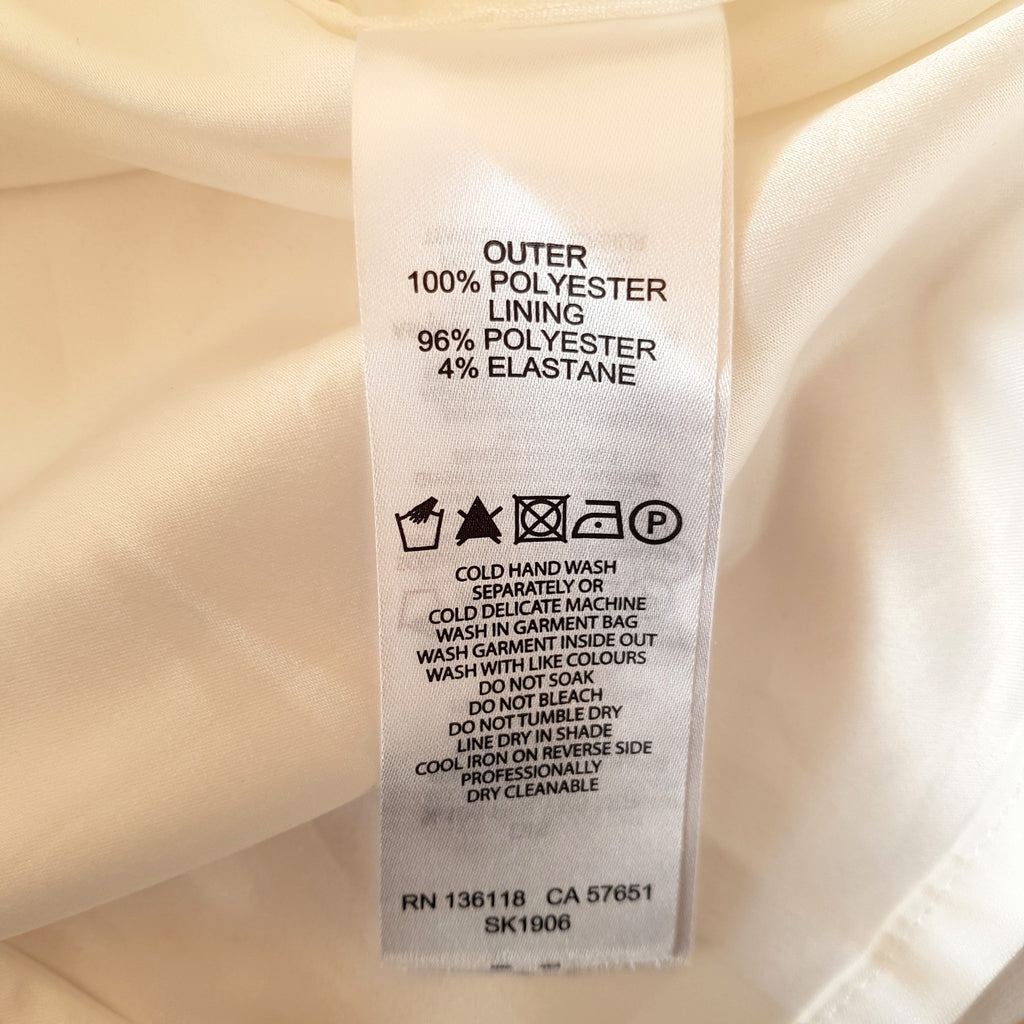 OUTER
100% POLYESTER
LINING
96% POLYESTER
4% ELASTANE
P
COLD HAND WASH
SEPARATELY OR
COLD DELICATE MACHINE
WASH IN GARMENT BAG
WASH GARMENT INSIDE OUT
WASH WITH LIKE COLOURS
DO NOT SOAK
DO NOT BLEACH
DO NOT TUMBLE DRY
LINE DRY IN SHADE
COOL IRON ON REVERSE SIDE
PROFESSIONALLY
DRY CLEANABLE
RN 136118 CA 57651
SK1906